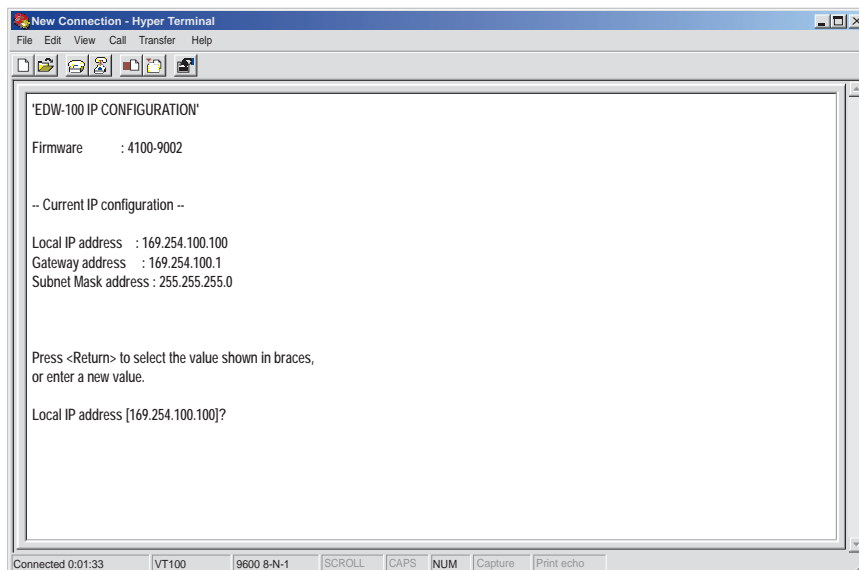 New Connection - Hyper Terminal
File Edit View Call Transfer Help
'EDW-100 IP CONFIGURATION'
Firmware : 4100-9002
-- Current IP configuration --
Local IP address : 169.254.100.100
Gateway address : 169.254.100.1
Subnet Mask address : 255.255.255.0
Press <Return> to select the value shown in braces,
or enter a new value.
Local IP address [169.254.100.100]?
Connected 0:01:33 VT100 9600 8-N-1 SCROLL CAPS NUM Capture Print echo